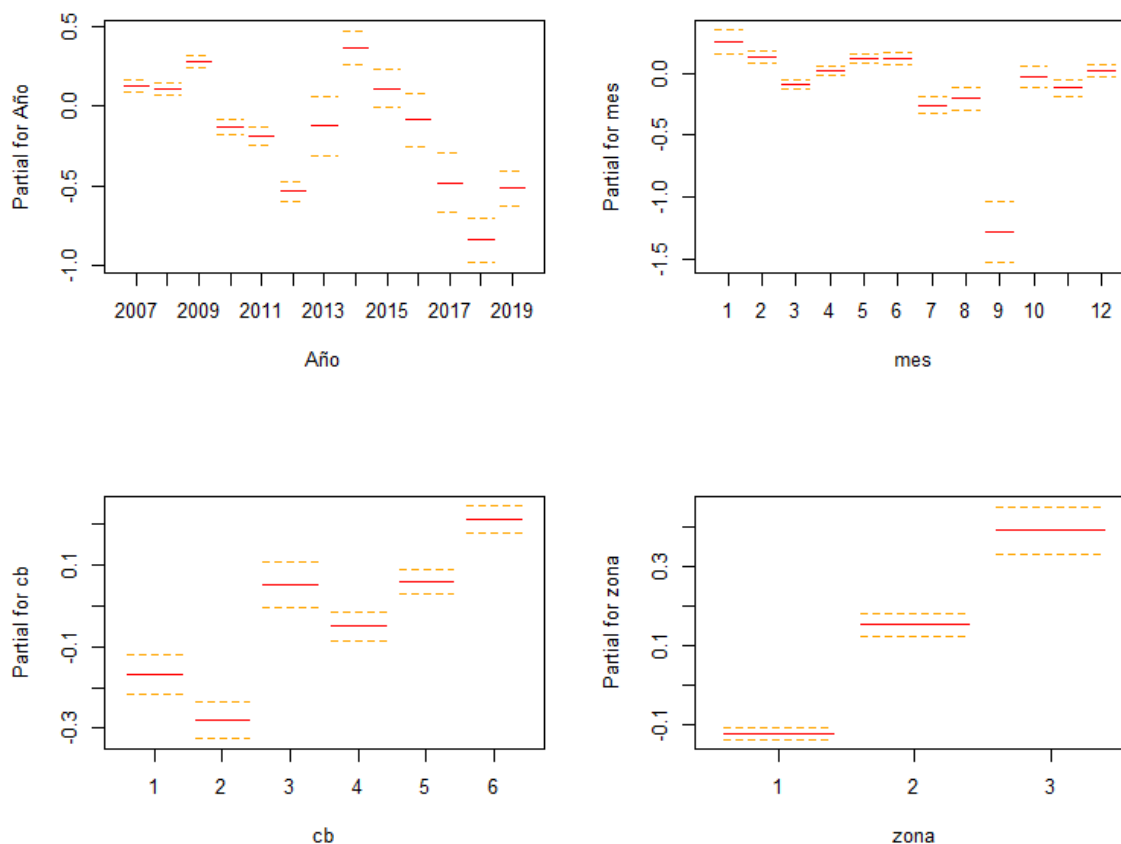 Partial for Año
0.5
0.0
-0.5
-1.0
2007 2009 2011 2013 2015 2017 2019
Año
Partial for mes
0.0
-0.5
-1.0
-1.5
1 2 3 4 5 6 7 8 9 10 12
mes
Partial for cb
0.1
-0.1
-0.3
1 2 3 4 5 6
cb
Partial for zona
0.3
0.1
-0.1
1 2 3
zona